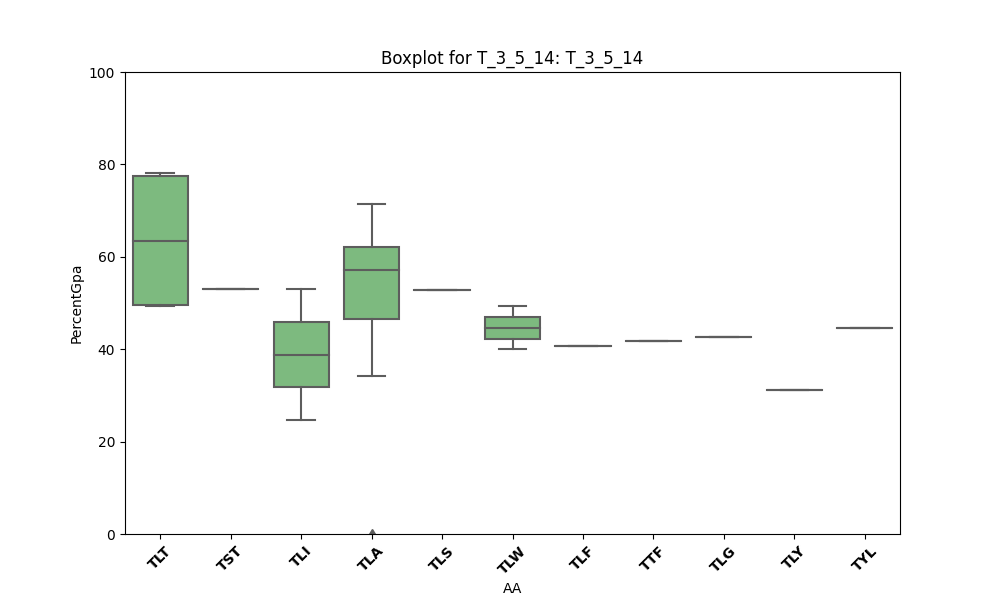 Boxplot for T_3_5_14: T_3_5_14
PercentGpa
100
80
60
40
20
0
TLT TST TLI TLA TLS TLW TLF TTF TLG TLY TYL
AA